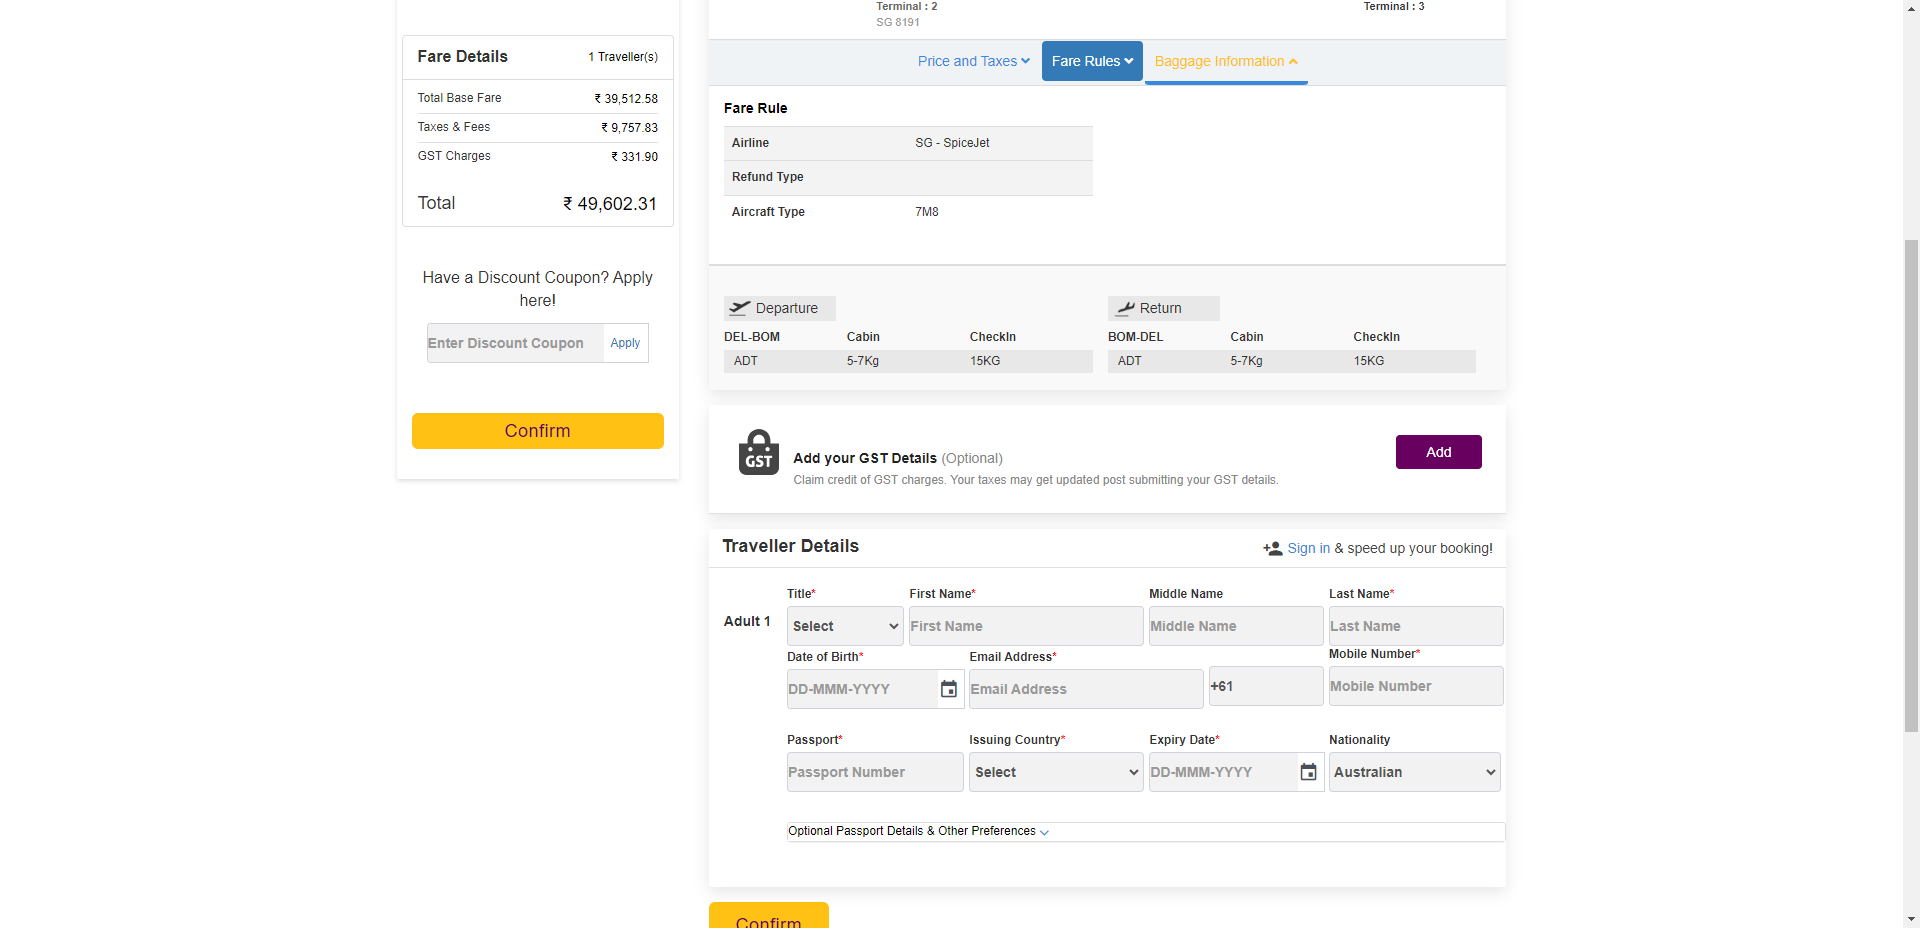 Terminal : 2
Terminal : 3
SG 8191
Fare Details
1 Traveller(s)
Total Base Fare
₹ 39,512.58
Taxes & Fees
₹ 9,757.83
GST Charges
₹ 331.90
Total
₹ 49,602.31
Have a Discount Coupon? Apply
here!
Enter Discount Coupon
Apply
Confirm
Price and Taxes
Fare Rules
Baggage Information
Fare Rule
Airline
SG - SpiceJet
Refund Type
Aircraft Type
7M8
Departure
DEL-BOM
Cabin
CheckIn
ADT
5-7Kg
15KG
Return
BOM-DEL
Cabin
CheckIn
ADT
5-7Kg
15KG
GST
Add your GST Details (Optional)
Claim credit of GST charges. Your taxes may get updated post submitting your GST details.
Add
Traveller Details
Sign in & speed up your booking!
Adult 1
Title*
First Name*
Middle Name
Last Name*
Select
First Name
Middle Name
Last Name
Date of Birth*
Email Address*
Mobile Number*
DD-MMM-YYYY
Email Address
+61
Mobile Number
Passport*
Issuing Country*
Expiry Date*
Nationality
Passport Number
Select
DD-MMM-YYYY
Australian
Optional Passport Details & Other Preferences
Confirm